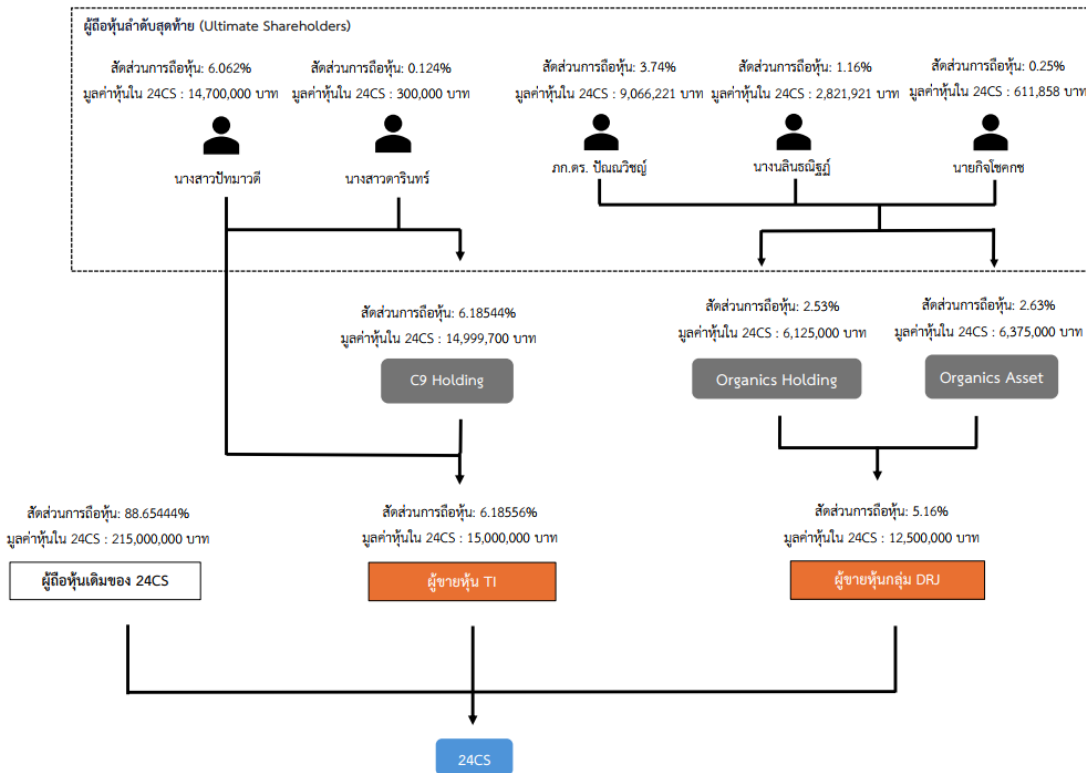 ผู้ถือหุ้นลำดับสุดท้าย (Ultimate Shareholders)
สัดส่วนการถือหุ้น: 6.062%
มูลค่าหุ้นใน 24CS : 14,700,000 บาท
นางสาวปัทมาวดี
สัดส่วนการถือหุ้น: 0.124%
มูลค่าหุ้นใน 24CS : 300,000 บาท
นางสาวดารินทร์
สัดส่วนการถือหุ้น: 3.74%
มูลค่าหุ้นใน 24CS : 9,066,221 บาท
ภก.ดร. ปัณณวิชญ์
สัดส่วนการถือหุ้น: 1.16%
มูลค่าหุ้นใน 24CS : 2,821,921 บาท
นางนลินธณิฐฏ์
สัดส่วนการถือหุ้น: 0.25%
มูลค่าหุ้นใน 24CS : 611,858 บาท
นายกิจโชคกช
สัดส่วนการถือหุ้น: 6.18544%
มูลค่าหุ้นใน 24CS : 14,999,700 บาท
C9 Holding
สัดส่วนการถือหุ้น: 2.53%
มูลค่าหุ้นใน 24CS : 6,125,000 บาท
Organics Holding
สัดส่วนการถือหุ้น: 2.63%
มูลค่าหุ้นใน 24CS : 6,375,000 บาท
Organics Asset
สัดส่วนการถือหุ้น: 88.65444%
มูลค่าหุ้นใน 24CS : 215,000,000 บาท
ผู้ถือหุ้นเดิมของ 24CS
สัดส่วนการถือหุ้น: 6.18556%
มูลค่าหุ้นใน 24CS : 15,000,000 บาท
ผู้ขายหุ้น TI
สัดส่วนการถือหุ้น: 5.16%
มูลค่าหุ้นใน 24CS : 12,500,000 บาท
ผู้ขายหุ้นกลุ่ม DRJ
24CS